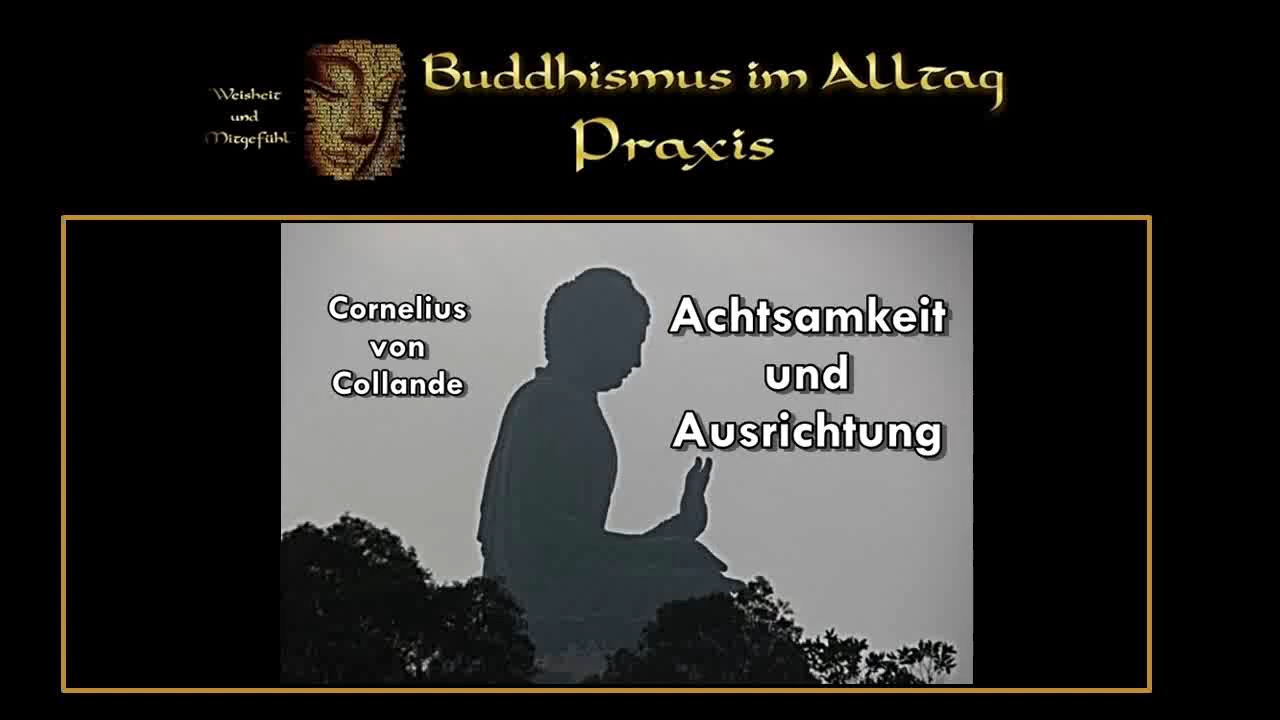 Weisheit
und
Mitgefühl
Buddhismus im Alltag
Praxis
Cornelius
von
Collande
Achtsamkeit
und
Ausrichtung